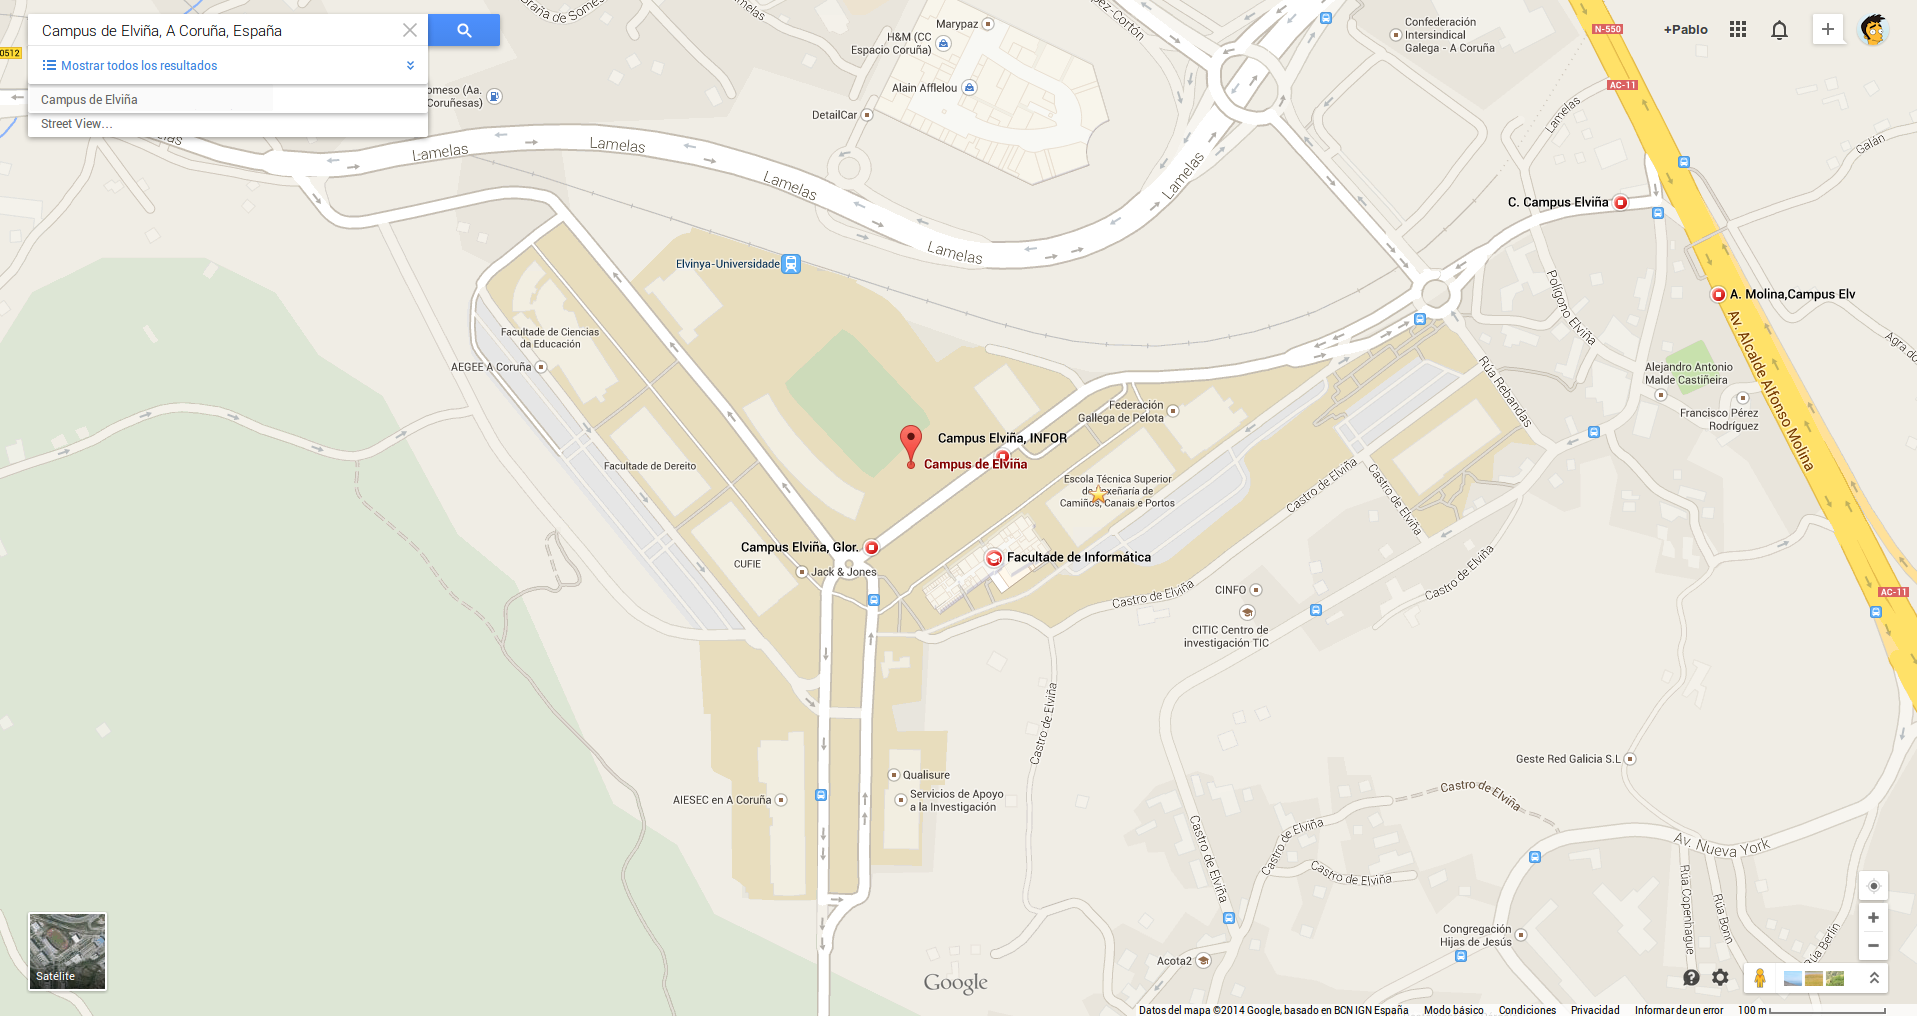 Campus de Elviña, A Coruña, España
Mostrar todos los resultados
Campus de Elviña
Street View…
0512
Marypaz
H&M (CC
Espacio Coruña)
Alain Afflelou
DetailCar
Confederación
Intersindical
Galega - A Coruña
N-550
+Pablo
AC-11
Lamelas
Galán
Lamelas
Lamelas
Lamelas
Lamelas
Lamelas
C. Campus Elviña
Elvinya-Universidade
A. Molina,Campus Elv
Polígono Elviña
Av. Alcalde Alfonso Molina
Facultade de Ciencias
da Educación
AEGEE A Coruña
Rúa Rebandas
Alejandro Antonio
Malde Castiñeira
Francisco Pérez
Rodríguez
Federación
Gallega de Pelota
Campus Elviña, INFOR
Campus de Elviña
Facultade de Dereito
Escola Técnica Superior
Camiños, Canais e Portos
Castro de Elviña
Castro de Elviña
Campus Elviña, Glor.
CUFIE
Jack & Jones
Facultade de Informática
Castro de Elviña
Castro de Elviña
CINFO
CITIC Centro de
investigación TIC
AC-11
Castro de Elviña
Geste Red Galicia S.L
Qualisure
Servicios de Apoyo
a la Investigación
AIESEC en A Coruña
Castro de Elviña
Castro de Elviña
Castro de Elviña
Castro de Elviña
Av. Nueva York
Rúa Copenhague
Rúa Bonn
Rúa Berlín
Congregación
Hijas de Jesús
Acota2
Satélite
Google
Datos del mapa ©2014 Google, basado en BCN IGN España
Modo básico
Condiciones
Privacidad
Informar de un error
100 m